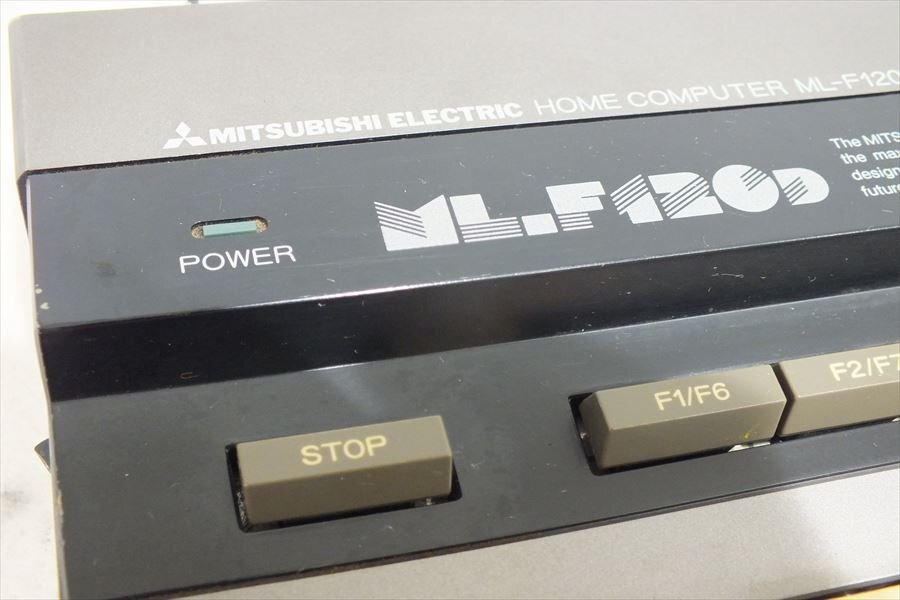 MITSUBISHI ELECTRIC HOME COMPUTER ML-F120
The MITS
the max
design
future
ML.F120D
POWER
F1/F6
F2/F7
STOP